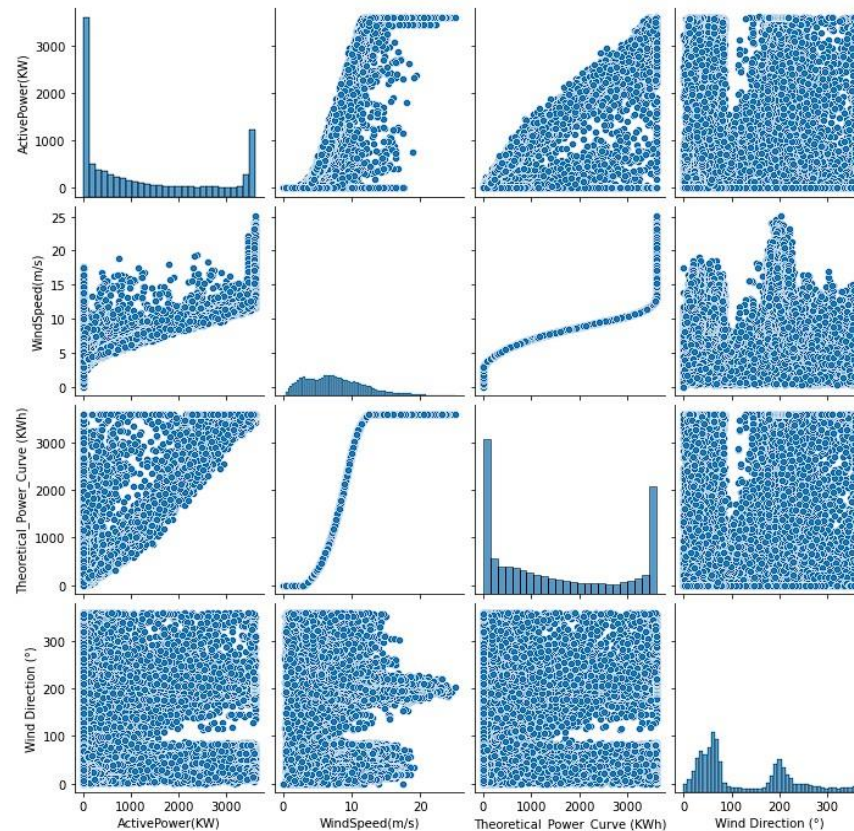 ActivePower(KW)
3000
2000
1000
0
WindSpeed(m/s)
25
20
15
10
5
0
Theoretical_Power_Curve (KWh)
3000
2000
1000
0
Wind Direction (°)
300
200
100
0
0 1000 2000 3000
0 10 20
0 1000 2000 3000
0 100 200 300
ActivePower(KW)
WindSpeed(m/s)
Theoretical_Power_Curve (KWh)
Wind Direction (°)